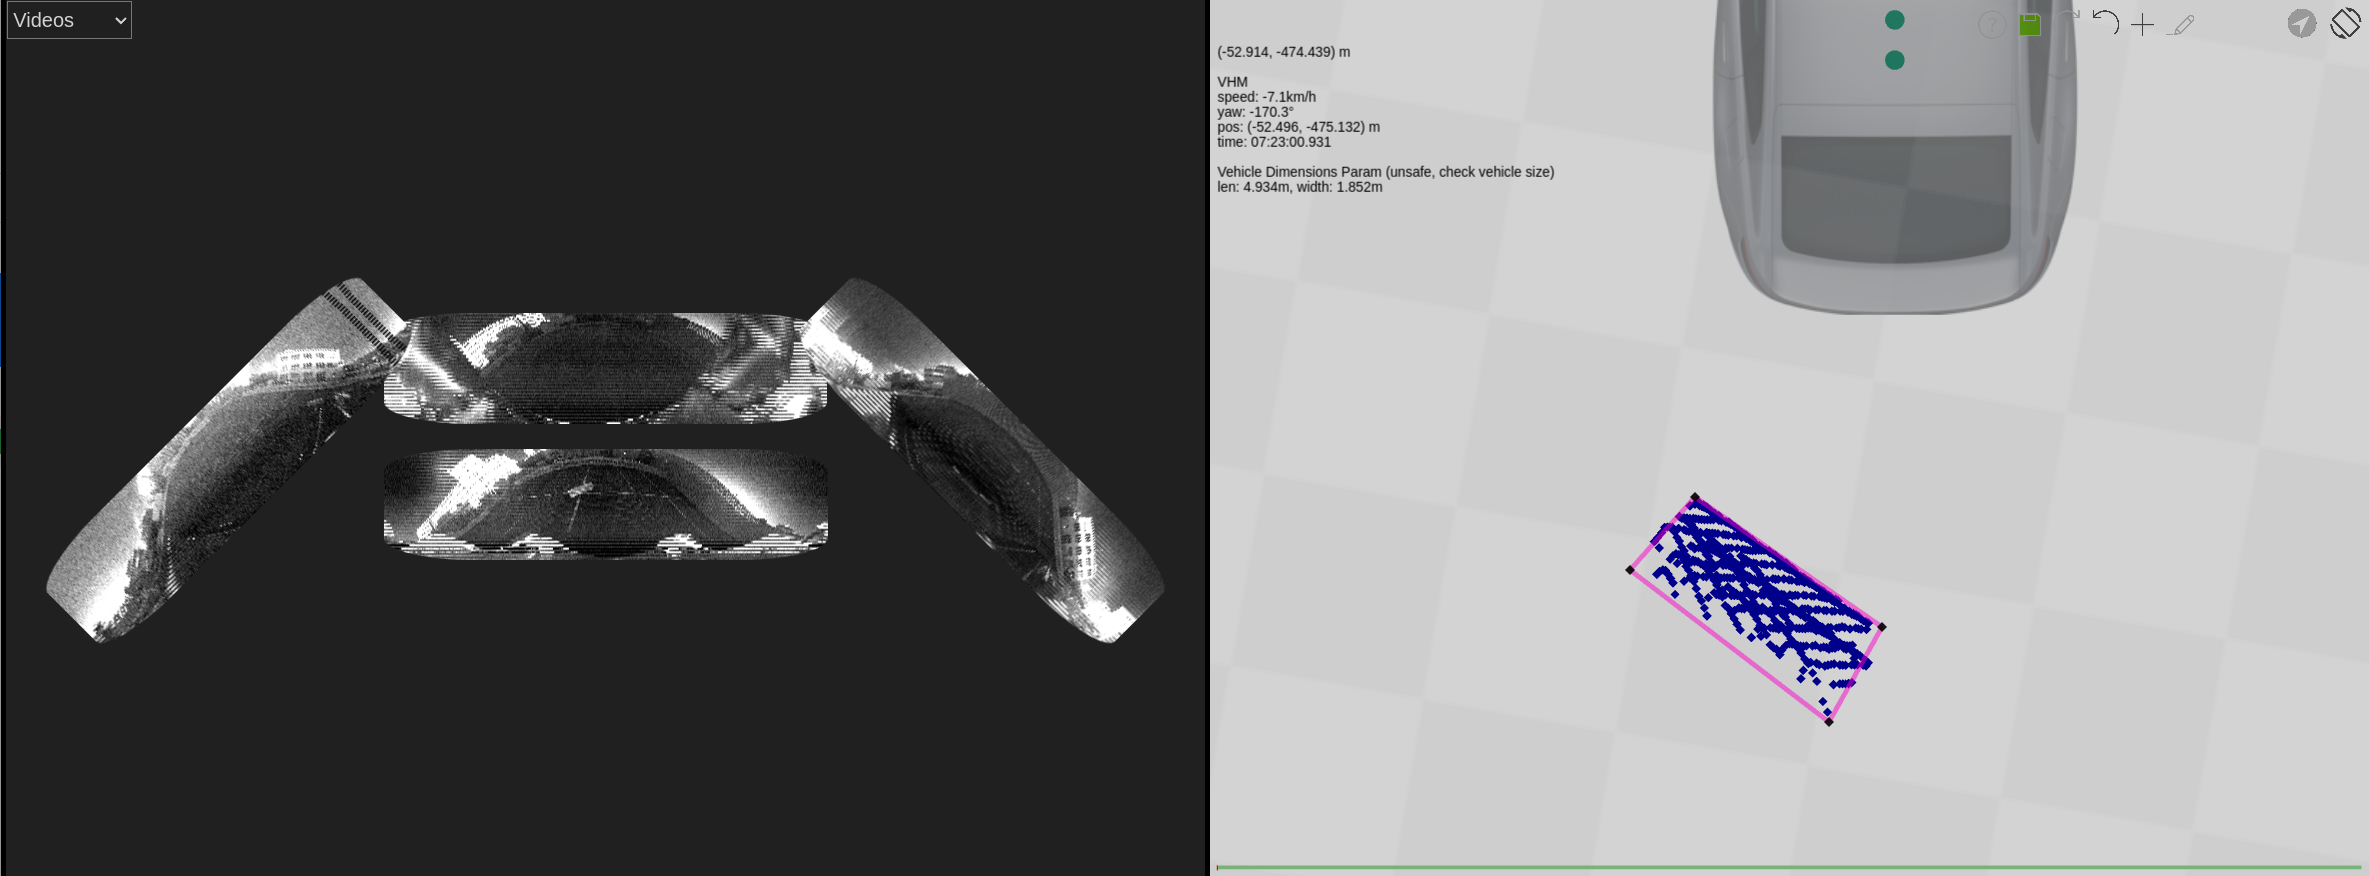 Videos
(-52.914, -474.439) m
VHM
speed: -7.1km/h
yaw: -170.3°
pos: (-52.496, -475.132) m
time: 07:23:00.931
Vehicle Dimensions Param (unsafe, check vehicle size)
len: 4.934m, width: 1.852m